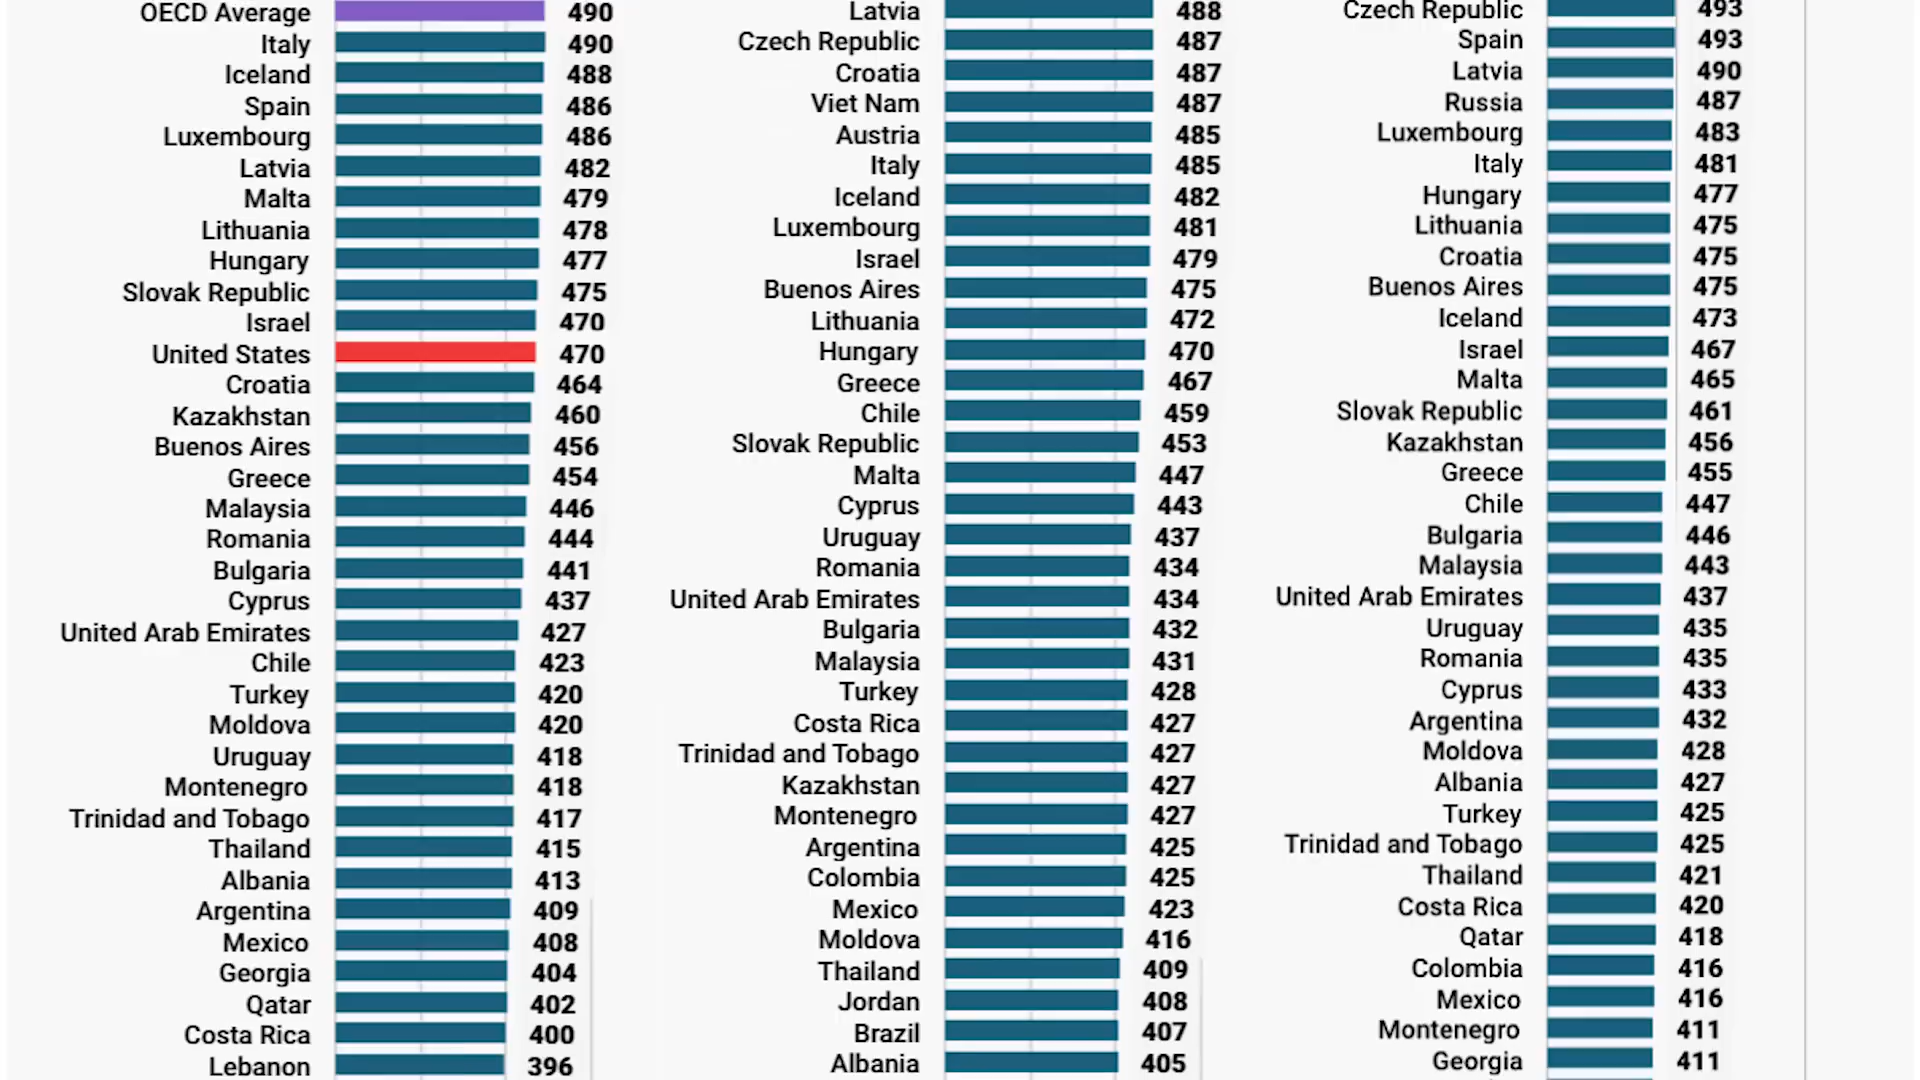 OECD Average 490
Italy 490
Iceland 488
Spain 486
Luxembourg 486
Latvia 482
Malta 479
Lithuania 478
Hungary 477
Slovak Republic 475
Israel 470
United States 470
Croatia 464
Kazakhstan 460
Buenos Aires 456
Greece 454
Malaysia 446
Romania 444
Bulgaria 441
Cyprus 437
United Arab Emirates 427
Chile 423
Turkey 420
Moldova 420
Uruguay 418
Montenegro 418
Trinidad and Tobago 417
Thailand 415
Albania 413
Argentina 409
Mexico 408
Georgia 404
Qatar 402
Costa Rica 400
Lebanon 396
Latvia 488
Czech Republic 487
Croatia 487
Viet Nam 487
Austria 485
Italy 485
Iceland 482
Luxembourg 481
Israel 479
Buenos Aires 475
Lithuania 472
Hungary 470
Greece 467
Chile 459
Slovak Republic 453
Malta 447
Cyprus 443
Uruguay 437
Romania 434
United Arab Emirates 434
Bulgaria 432
Malaysia 431
Turkey 428
Costa Rica 427
Trinidad and Tobago 427
Kazakhstan 427
Montenegro 427
Argentina 425
Colombia 425
Mexico 423
Moldova 416
Thailand 409
Jordan 408
Brazil 407
Albania 405
Czech Republic 493
Spain 493
Latvia 490
Russia 487
Luxembourg 483
Italy 481
Hungary 477
Lithuania 475
Croatia 475
Buenos Aires 475
Iceland 473
Israel 467
Malta 465
Slovak Republic 461
Kazakhstan 456
Greece 455
Chile 447
Bulgaria 446
Malaysia 443
United Arab Emirates 437
Uruguay 435
Romania 435
Cyprus 433
Argentina 432
Moldova 428
Albania 427
Turkey 425
Trinidad and Tobago 425
Thailand 421
Costa Rica 420
Qatar 418
Colombia 416
Mexico 416
Montenegro 411
Georgia 411